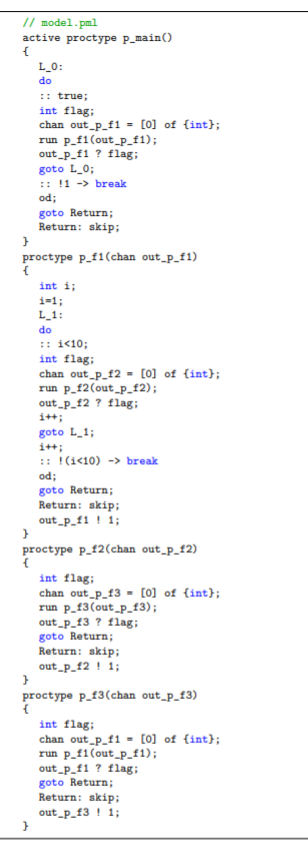 // model.pml
active proctype p_main()
{
L_0:
do
:: true;
int flag;
chan out_p_f1 = [0] of {int};
run p_f1(out_p_f1);
out_p_f1 ? flag;
goto L_0;
:: !1 -> break
od;
goto Return;
Return: skip;
}
proctype p_f1(chan out_p_f1)
{
int i;
i=1;
L_1:
do
:: i<10;
int flag;
chan out_p_f2 = [0] of {int};
run p_f2(out_p_f2);
out_p_f2 ? flag;
i++;
goto L_1;
i++;
:: !(i<10) -> break
od;
goto Return;
Return: skip;
out_p_f1 ! 1;
}
proctype p_f2(chan out_p_f2)
{
int flag;
chan out_p_f3 = [0] of {int};
run p_f3(out_p_f3);
out_p_f3 ? flag;
goto Return;
Return: skip;
out_p_f2 ! 1;
}
proctype p_f3(chan out_p_f3)
{
int flag;
chan out_p_f1 = [0] of {int};
run p_f1(out_p_f1);
out_p_f1 ? flag;
goto Return;
Return: skip;
out_p_f3 ! 1;
}